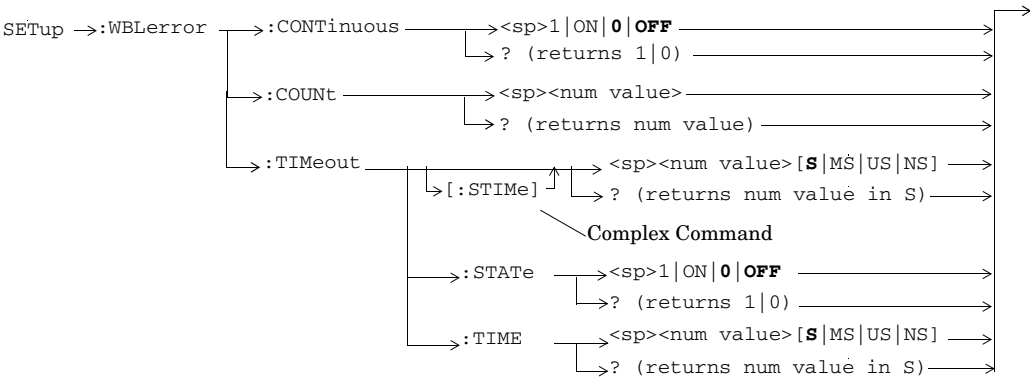 SETup :WBLerror :CONTinuous <sp>1|ON|0|OFF
? (returns 1|0)
:COUNt <sp><num value>
? (returns num value)
:TIMeout <sp><num value>[S|MS|US|NS]
[:STIMe] ? (returns num value in S)
Complex Command
:STATe <sp>1|ON|0|OFF
? (returns 1|0)
:TIME <sp><num value>[S|MS|US|NS]
? (returns num value in S)